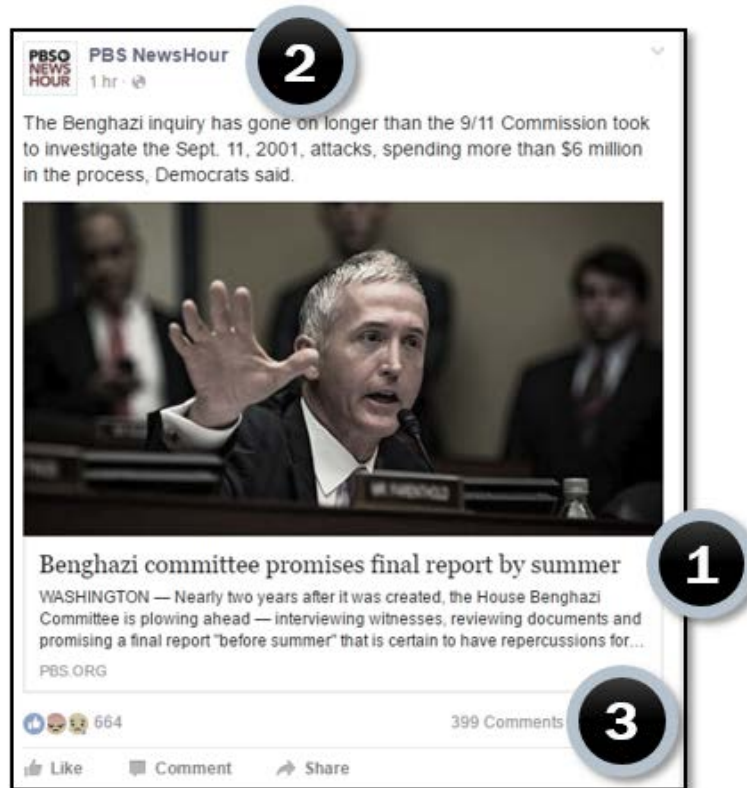 2
PBSO
NEWS
HOUR
PBS NewsHour
1 hr ·
The Benghazi inquiry has gone on longer than the 9/11 Commission took
to investigate the Sept. 11, 2001, attacks, spending more than $6 million
in the process, Democrats said.
Benghazi committee promises final report by summer
1
WASHINGTON — Nearly two years after it was created, the House Benghazi
Committee is plowing ahead — interviewing witnesses, reviewing documents and
promising a final report "before summer" that is certain to have repercussions for...
PBS.ORG
664
399 Comments
3
Like Comment Share